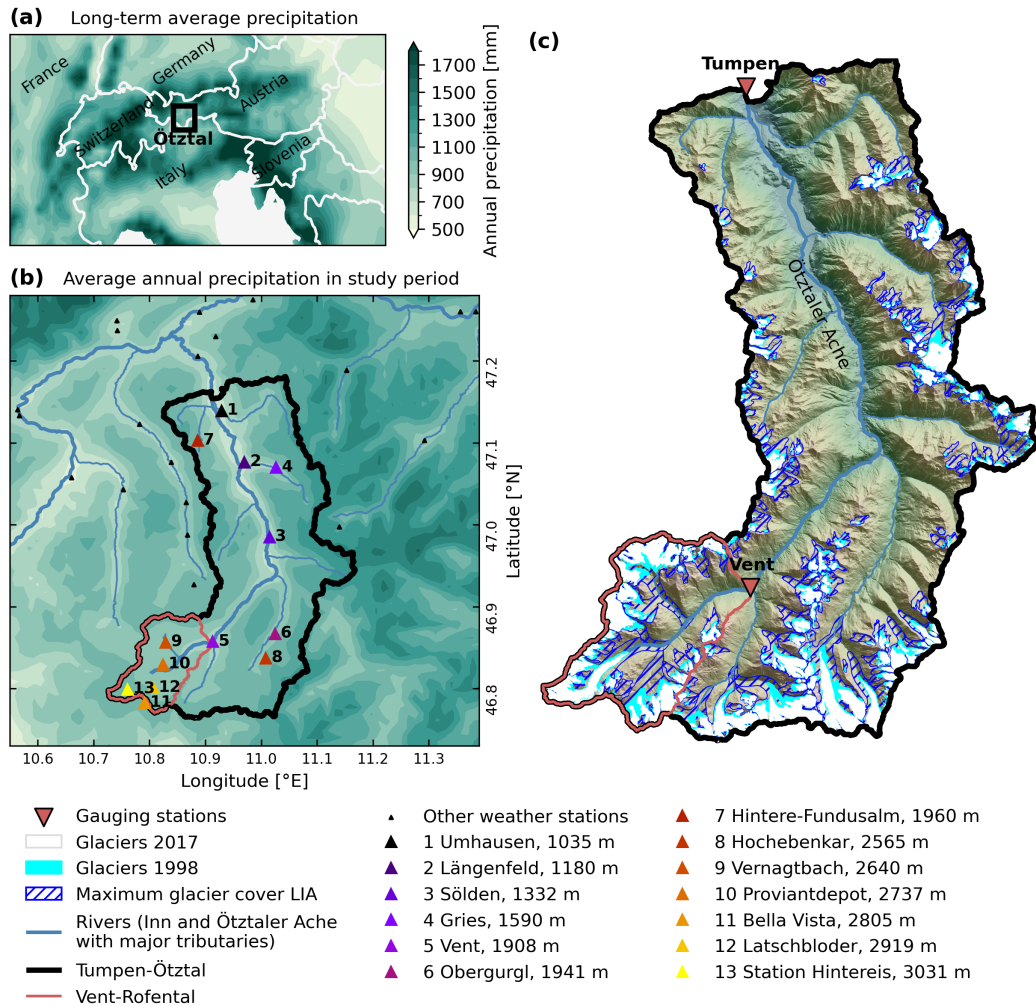 (a) Long-term average precipitation
France
Germany
Switzerland
Austria
Ötztal
Italy
Slovenia
1700
1500
1300
1100
900
700
500
Annual precipitation [mm]
(b) Average annual precipitation in study period
1
7
2
4
3
5
6
8
9
10
13
12
11
47.2
47.1
47.0
46.9
46.8
Latitude [°N]
10.6 10.7 10.8 10.9 11.0 11.1 11.2 11.3
Longitude [°E]
(c)
Tumpen
Ötztaler Ache
Vent
Gauging stations
Glaciers 2017
Glaciers 1998
Maximum glacier cover LIA
Rivers (Inn and Ötztaler Ache
with major tributaries)
Tumpen-Ötztal
Vent-Rofental
Other weather stations
1 Umhausen, 1035 m
2 Längenfeld, 1180 m
3 Sölden, 1332 m
4 Gries, 1590 m
5 Vent, 1908 m
6 Obergurgl, 1941 m
7 Hintere-Fundusalm, 1960 m
8 Hochebenkar, 2565 m
9 Vernagtbach, 2640 m
10 Proviantdepot, 2737 m
11 Bella Vista, 2805 m
12 Latschbloder, 2919 m
13 Station Hintereis, 3031 m